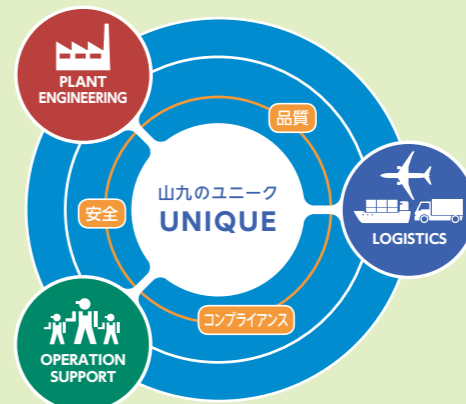 PLANT
ENGINEERING
品質
山九のユニーク
UNIQUE
安全
LOGISTICS
コンプライアンス
OPERATION
SUPPORT